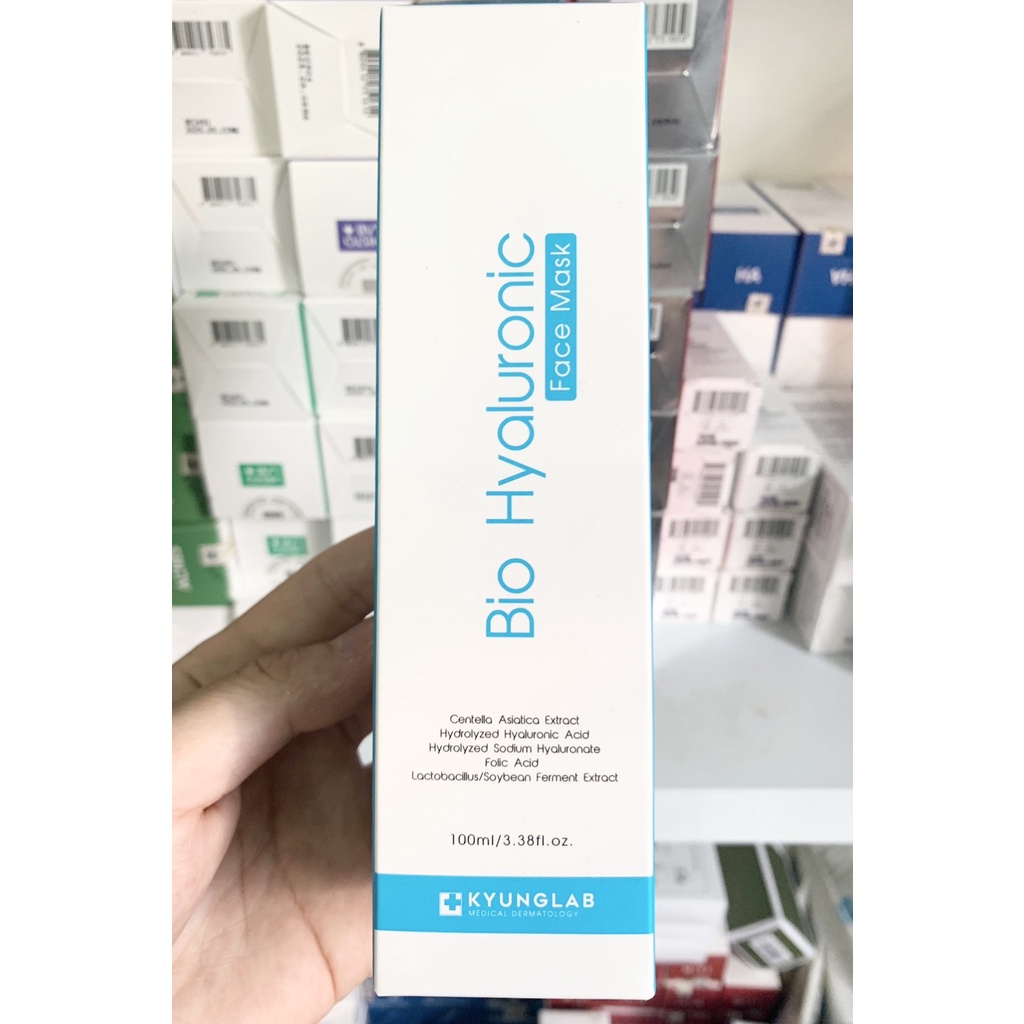 Bio Hyaluronic
Face Mask
Centella Asiatica Extract
Hydrolyzed Hyaluronic Acid
Hydrolyzed Sodium Hyaluronate
Folic Acid
Lactobacillus/Soybean Ferment Extract
100ml/3.38fl.oz.
KYUNGLAB
MEDICAL DERMATOLOGY
HA